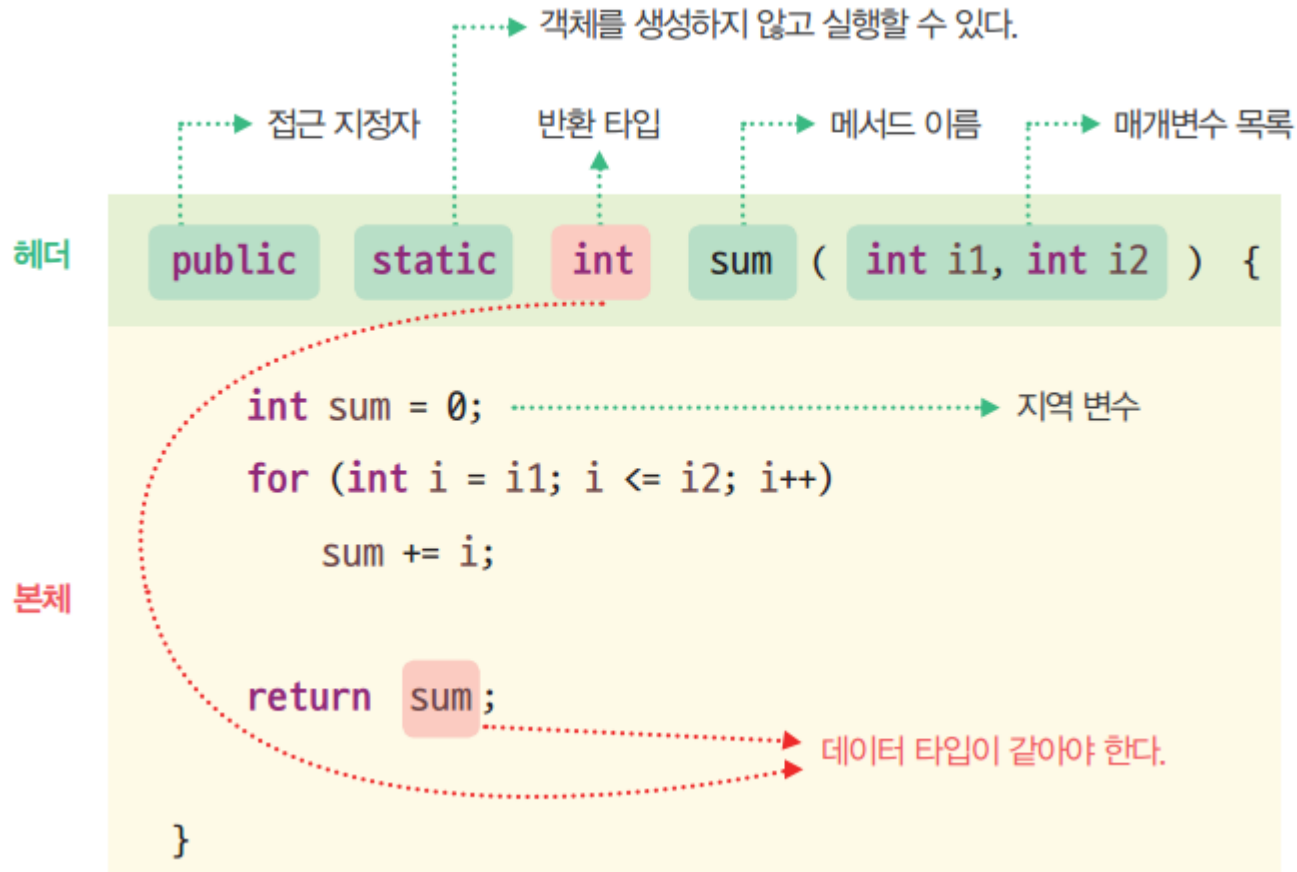 객체를 생성하지 않고 실행할 수 있다.
접근 지정자 반환 타입 메서드 이름 매개변수 목록
헤더 public static int sum ( int i1, int i2 ) {
int sum = 0; 지역 변수
for (int i = i1; i <= i2; i++)
sum += i;
본체
return sum;
데이터 타입이 같아야 한다.
}